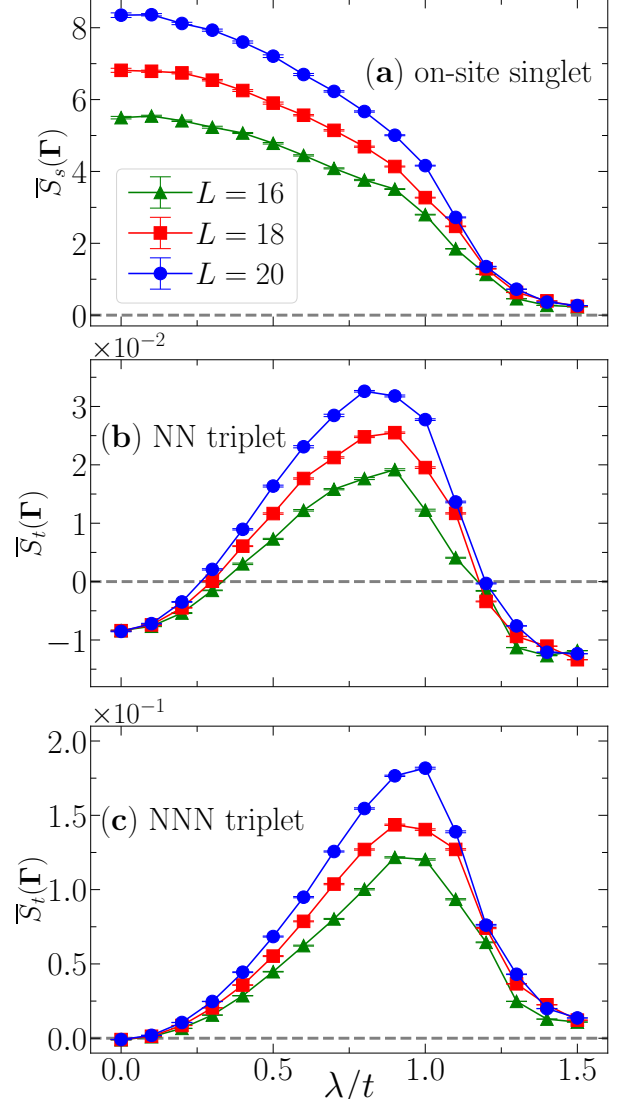 8
6
4
2
0
S̅ₛ(Γ)
(a) on-site singlet
L = 16
L = 18
L = 20
×10⁻²
3
2
1
0
−1
S̅ₜ(Γ)
(b) NN triplet
×10⁻¹
2.0
1.5
1.0
0.5
0.0
S̅ₜ(Γ)
(c) NNN triplet
0.0 0.5 1.0 1.5
λ/t